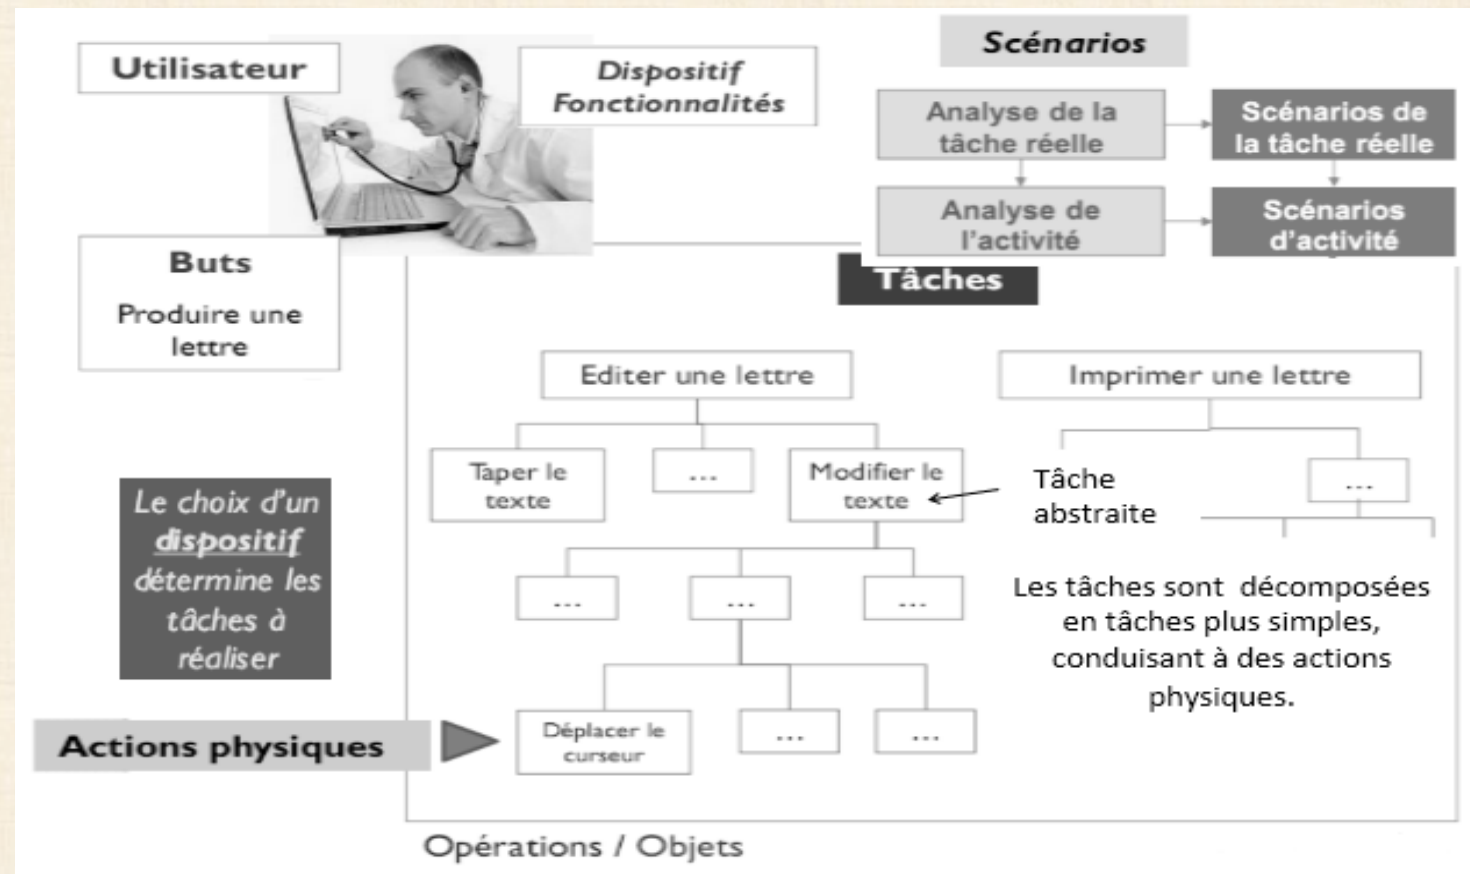 Utilisateur
Dispositif
Fonctionnalités
Scénarios
Analyse de la
tâche réelle
Scénarios de
la tâche réelle
Analyse de
l'activité
Scénarios
d'activité
Buts
Produire une
lettre
Tâches
Editer une lettre
Imprimer une lettre
Taper le
texte
...
Modifier le
texte
Tâche
abstraite
...
Le choix d'un
dispositif
détermine les
tâches à
réaliser
...
...
...
Les tâches sont décomposées
en tâches plus simples,
conduisant à des actions
physiques.
Actions physiques
Déplacer le
curseur
...
...
Opérations / Objets